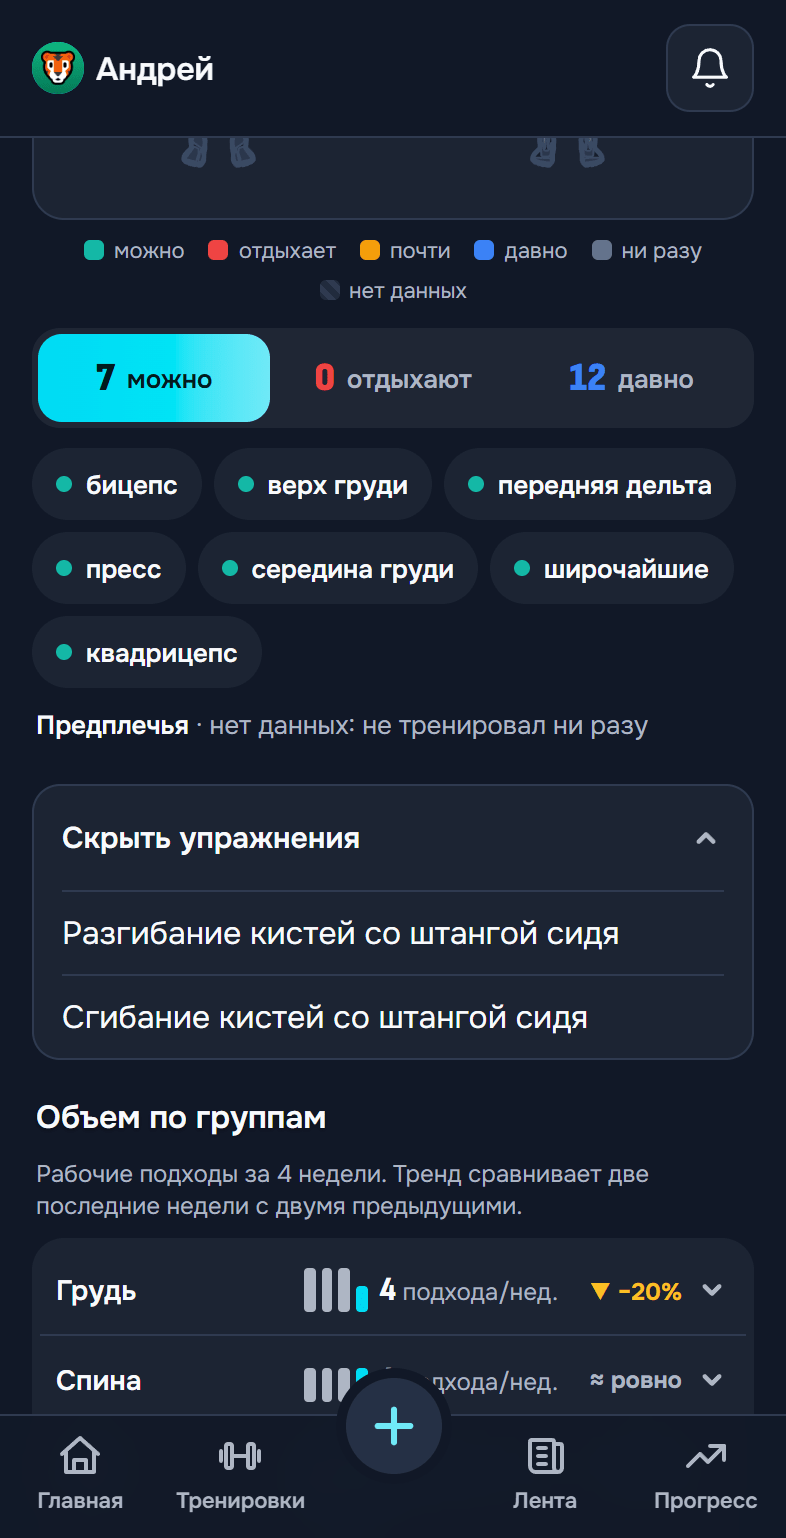 Андрей
можно отдыхает почти давно ни разу
нет данных
7 можно 0 отдыхают 12 давно
бицепс верх груди передняя дельта
пресс середина груди широчайшие
квадрицепс
Предплечья · нет данных: не тренировал ни разу
Скрыть упражнения
Разгибание кистей со штангой сидя
Сгибание кистей со штангой сидя
Объем по группам
Рабочие подходы за 4 недели. Тренд сравнивает две
последние недели с двумя предыдущими.
Грудь 4 подхода/нед. ▼ −20%
Спина ≈ ровно
Главная Тренировки Лента Прогресс